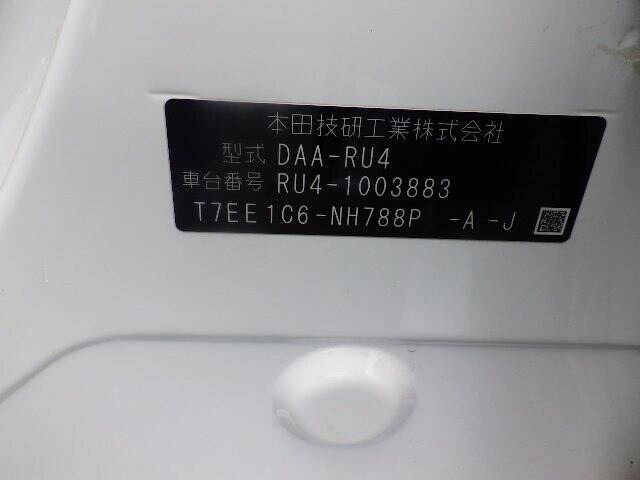 本田技研工業株式会社
型式 DAA-RU4
車台番号 RU4-1003883
T7EE1C6-NH788P -A-J